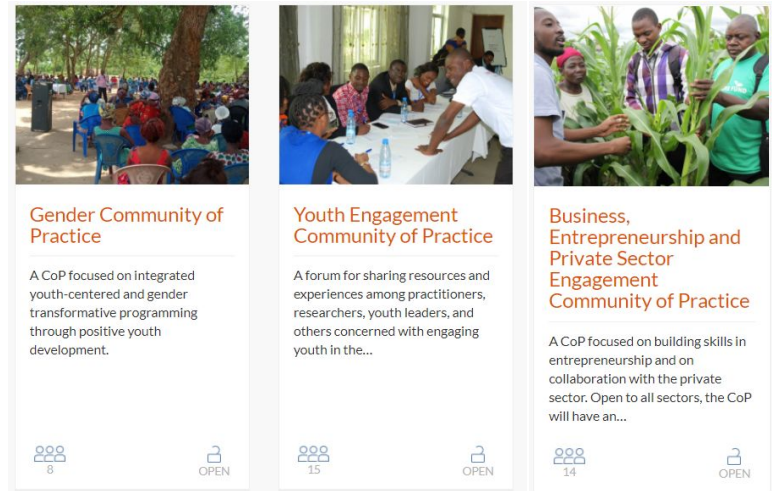 Gender Community of
Practice
A CoP focused on integrated
youth-centered and gender
transformative programming
through positive youth
development.
8
OPEN
Youth Engagement
Community of Practice
A forum for sharing resources and
experiences among practitioners,
researchers, youth leaders, and
others concerned with engaging
youth in the...
15
OPEN
Business,
Entrepreneurship and
Private Sector
Engagement
Community of Practice
A CoP focused on building skills in
entrepreneurship and on
collaboration with the private
sector. Open to all sectors, the CoP
will have an...
14
OPEN